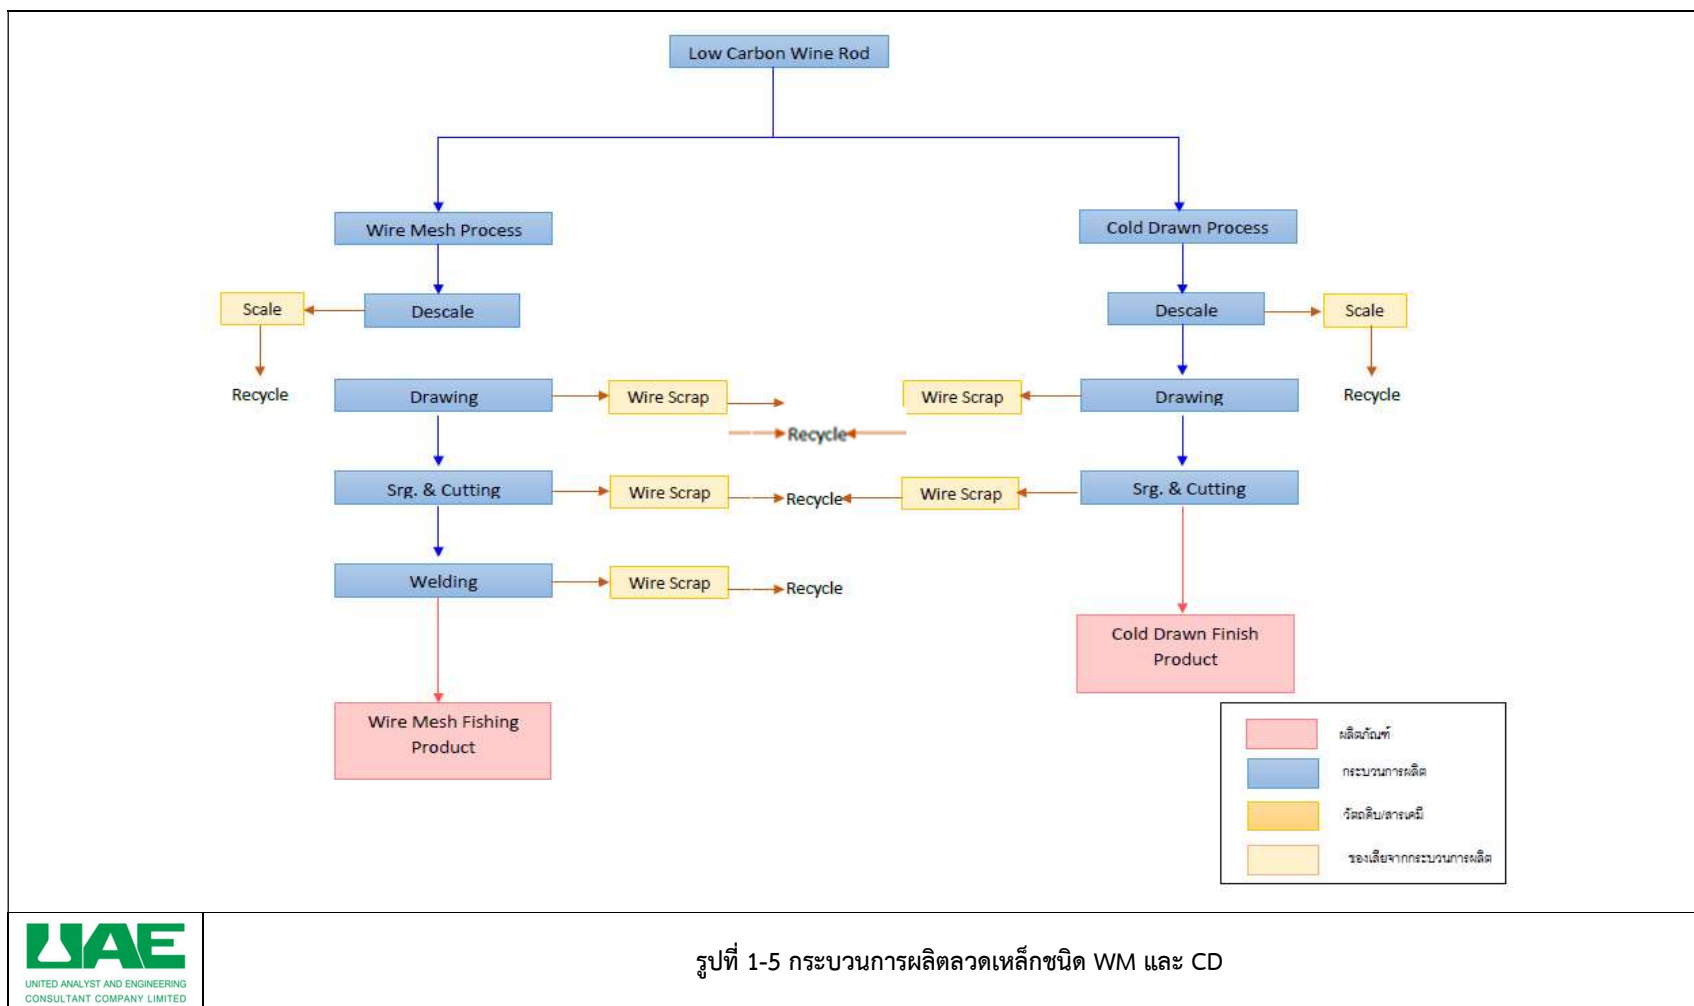 Low Carbon Wine Rod
Wire Mesh Process
Cold Drawn Process
Scale
Descale
Descale
Scale
Recycle
Drawing
Wire Scrap
Wire Scrap
Drawing
Recycle
Recycle
Srg. & Cutting
Wire Scrap
Recycle
Wire Scrap
Srg. & Cutting
Welding
Wire Scrap
Recycle
Cold Drawn Finish
Product
Wire Mesh Fishing
Product
ผลิตภัณฑ์
กระบวนการผลิต
วัตถุดิบ/สารเคมี
ของเสียจากกระบวนการผลิต
UAE
UNITED ANALYST AND ENGINEERING
CONSULTANT COMPANY LIMITED
รูปที่ 1-5 กระบวนการผลิตลวดเหล็กชนิด WM และ CD